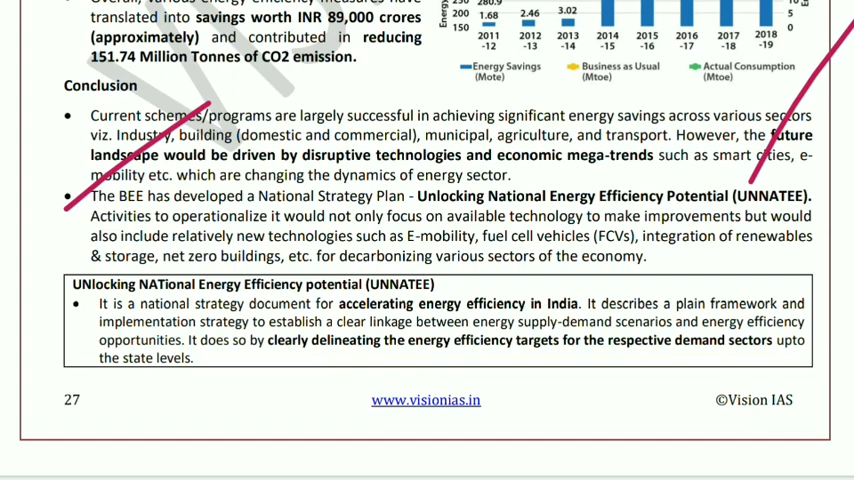 Overall, various energy efficiency measures have
translated into savings worth INR 89,000 crores
(approximately) and contributed in reducing
151.74 Million Tonnes of CO2 emission.
Energy
250
200
150
280.9
1.68
2.46
3.02
10
5
0
2011
-12
2012
-13
2013
-14
2014
-15
2015
-16
2016
-17
2017
-18
2018
-19
Energy Savings
(Mote)
Business as Usual
(Mtoe)
Actual Consumption
(Mtoe)
Conclusion
• Current schemes/programs are largely successful in achieving significant energy savings across various sectors
viz. Industry, building (domestic and commercial), municipal, agriculture, and transport. However, the future
landscape would be driven by disruptive technologies and economic mega-trends such as smart cities, e-
mobility etc. which are changing the dynamics of energy sector.
• The BEE has developed a National Strategy Plan - Unlocking National Energy Efficiency Potential (UNNATEE).
Activities to operationalize it would not only focus on available technology to make improvements but would
also include relatively new technologies such as E-mobility, fuel cell vehicles (FCVs), integration of renewables
& storage, net zero buildings, etc. for decarbonizing various sectors of the economy.
UNlocking NATional Energy Efficiency potential (UNNATEE)
• It is a national strategy document for accelerating energy efficiency in India. It describes a plain framework and
implementation strategy to establish a clear linkage between energy supply-demand scenarios and energy efficiency
opportunities. It does so by clearly delineating the energy efficiency targets for the respective demand sectors upto
the state levels.
27
www.visionias.in
©Vision IAS